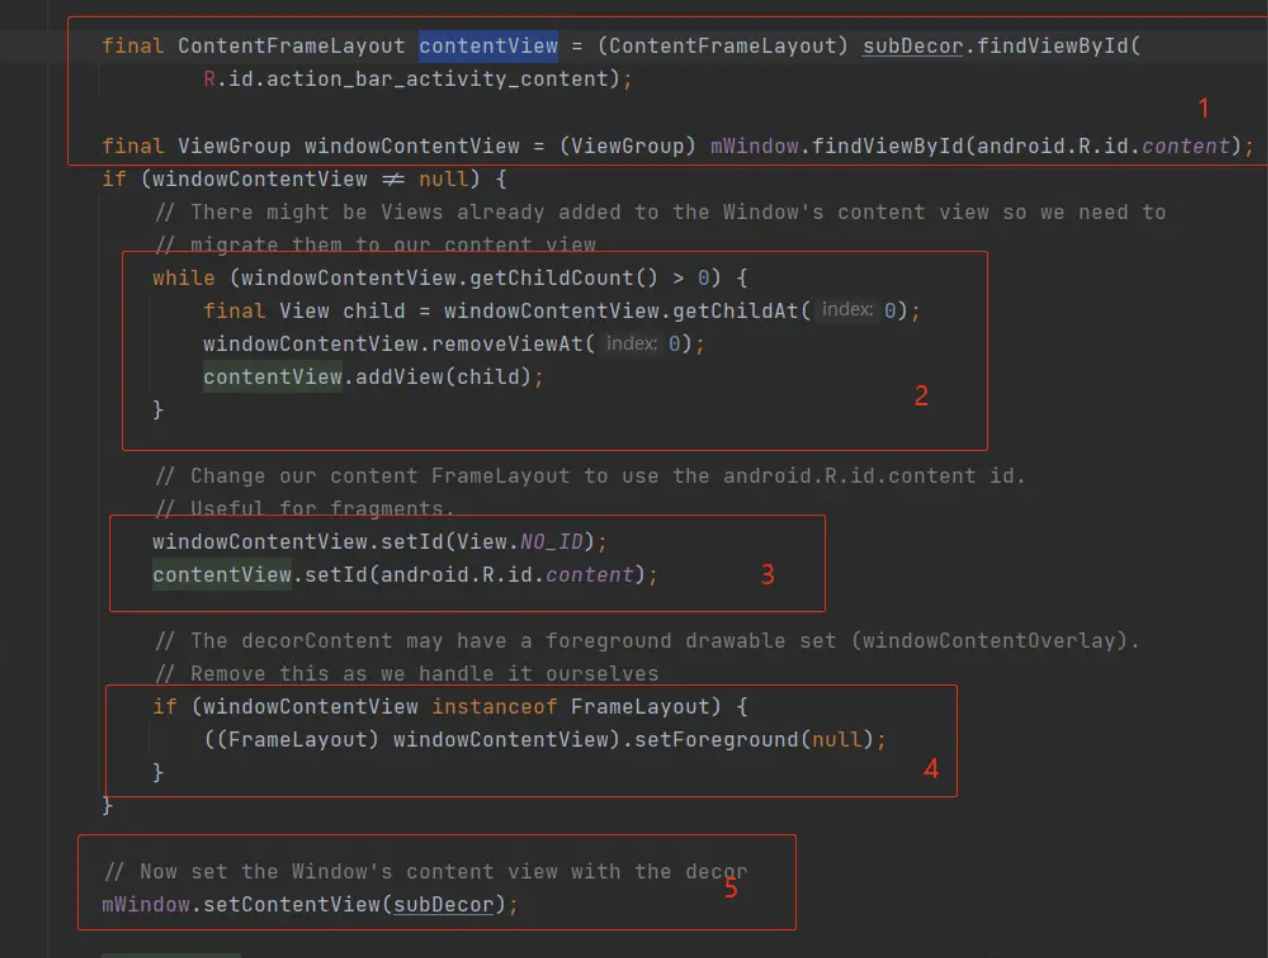 final ContentFrameLayout contentView = (ContentFrameLayout) subDecor.findViewById(
R.id.action_bar_activity_content);
1
final ViewGroup windowContentView = (ViewGroup) mWindow.findViewById(android.R.id.content);
if (windowContentView ≠ null) {
// There might be Views already added to the Window's content view so we need to
// migrate them to our content view
while (windowContentView.getChildCount() > 0) {
final View child = windowContentView.getChildAt( index: 0);
windowContentView.removeViewAt( index: 0);
contentView.addView(child);
2
}
// Change our content FrameLayout to use the android.R.id.content id.
// Useful for fragments.
windowContentView.setId(View.NO_ID);
contentView.setId(android.R.id.content);
3
// The decorContent may have a foreground drawable set (windowContentOverlay).
// Remove this as we handle it ourselves
if (windowContentView instanceof FrameLayout) {
((FrameLayout) windowContentView).setForeground(null);
} 4
}
// Now set the Window's content view with the decor
5
mWindow.setContentView(subDecor);